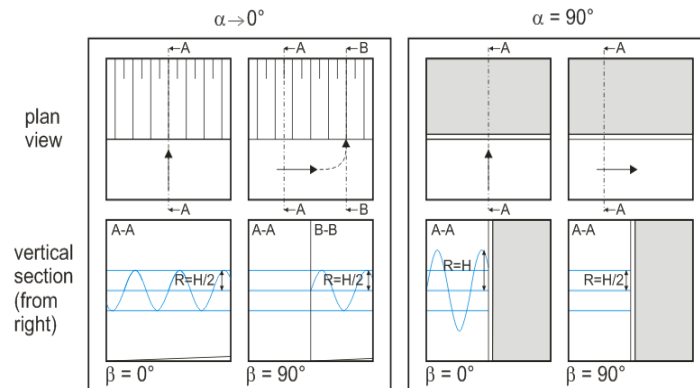 α→0°
α = 90°
←A
←A
←B
←A
←A
plan
view
←A
←A
←B
←A
←A
vertical
section
(from
right)
A-A
A-A
B-B
A-A
A-A
R=H/2
R=H/2
R=H
R=H/2
β = 0°
β = 90°
β = 0°
β = 90°